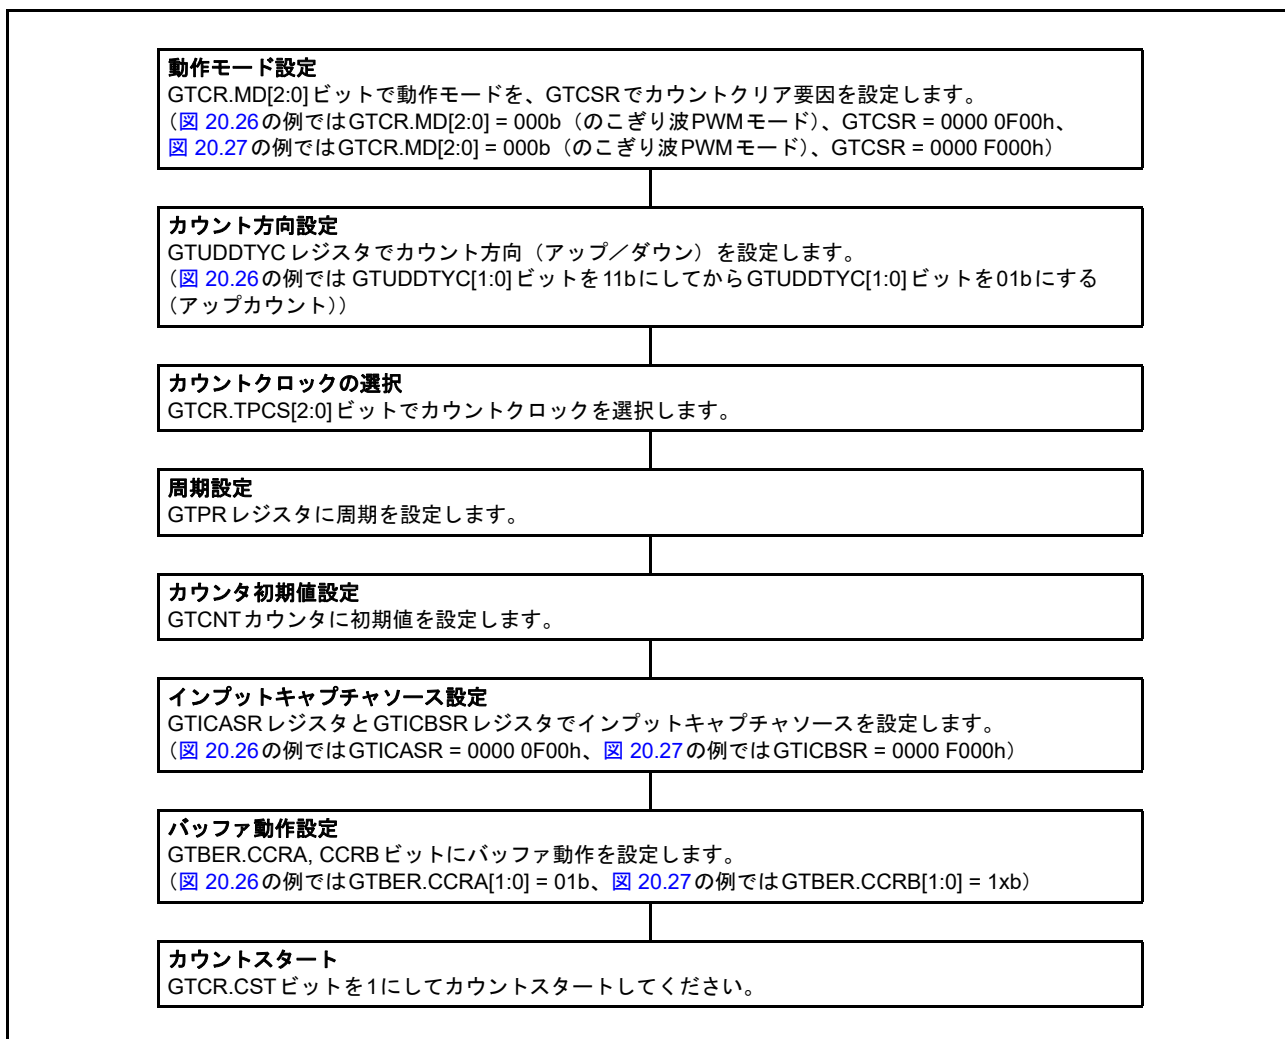 動作モード設定
GTCR.MD[2:0]ビットで動作モードを、GTCSRでカウントクリア要因を設定します。
（図 20.26の例ではGTCR.MD[2:0] = 000b（のこぎり波PWMモード）、GTCSR = 0000 0F00h、
図 20.27の例ではGTCR.MD[2:0] = 000b（のこぎり波PWMモード）、GTCSR = 0000 F000h）
カウント方向設定
GTUDDTYCレジスタでカウント方向（アップ／ダウン）を設定します。
（図 20.26の例では GTUDDTYC[1:0]ビットを11bにしてからGTUDDTYC[1:0]ビットを01bにする
（アップカウント））
カウントクロックの選択
GTCR.TPCS[2:0]ビットでカウントクロックを選択します。
周期設定
GTPRレジスタに周期を設定します。
カウンタ初期値設定
GTCNTカウンタに初期値を設定します。
インプットキャプチャソース設定
GTICASRレジスタとGTICBSRレジスタでインプットキャプチャソースを設定します。
（図 20.26の例ではGTICASR = 0000 0F00h、図 20.27の例ではGTICBSR = 0000 F000h）
バッファ動作設定
GTBER.CCRA, CCRBビットにバッファ動作を設定します。
（図 20.26の例ではGTBER.CCRA[1:0] = 01b、図 20.27の例ではGTBER.CCRB[1:0] = 1xb）
カウントスタート
GTCR.CSTビットを1にしてカウントスタートしてください。